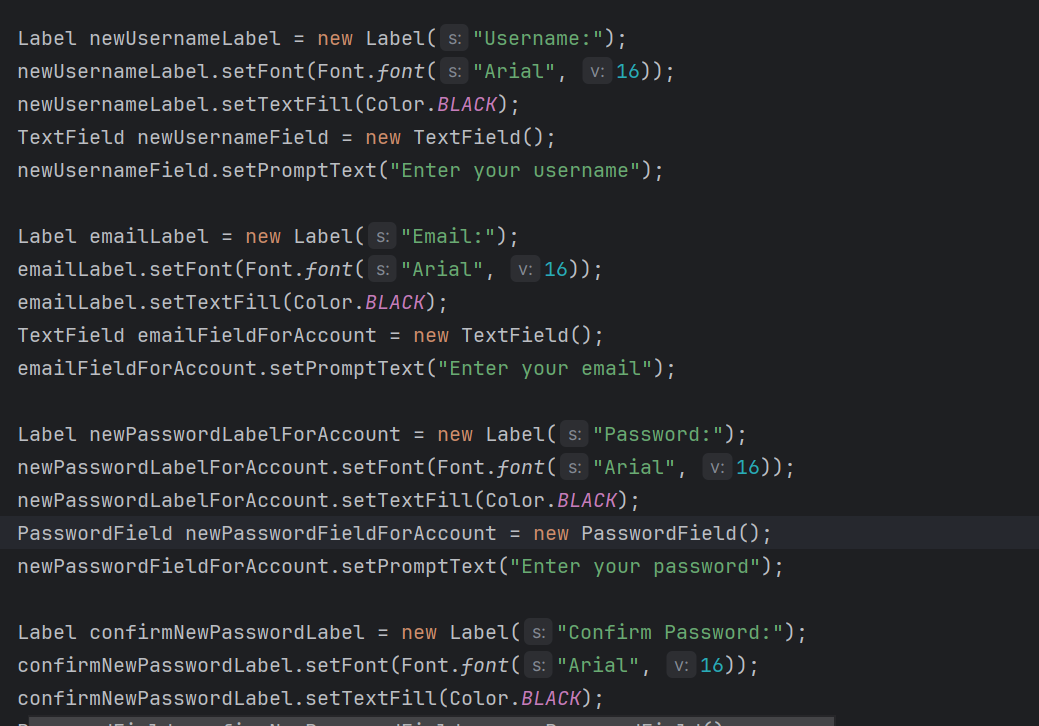 Label newUsernameLabel = new Label( s: "Username:");
newUsernameLabel.setFont(Font.font( s: "Arial", v: 16));
newUsernameLabel.setTextFill(Color.BLACK);
TextField newUsernameField = new TextField();
newUsernameField.setPromptText("Enter your username");
Label emailLabel = new Label( s: "Email:");
emailLabel.setFont(Font.font( s: "Arial", v: 16));
emailLabel.setTextFill(Color.BLACK);
TextField emailFieldForAccount = new TextField();
emailFieldForAccount.setPromptText("Enter your email");
Label newPasswordLabelForAccount = new Label( s: "Password:");
newPasswordLabelForAccount.setFont(Font.font( s: "Arial", v: 16));
newPasswordLabelForAccount.setTextFill(Color.BLACK);
PasswordField newPasswordFieldForAccount = new PasswordField();
newPasswordFieldForAccount.setPromptText("Enter your password");
Label confirmNewPasswordLabel = new Label( s: "Confirm Password:");
confirmNewPasswordLabel.setFont(Font.font( s: "Arial", v: 16));
confirmNewPasswordLabel.setTextFill(Color.BLACK);